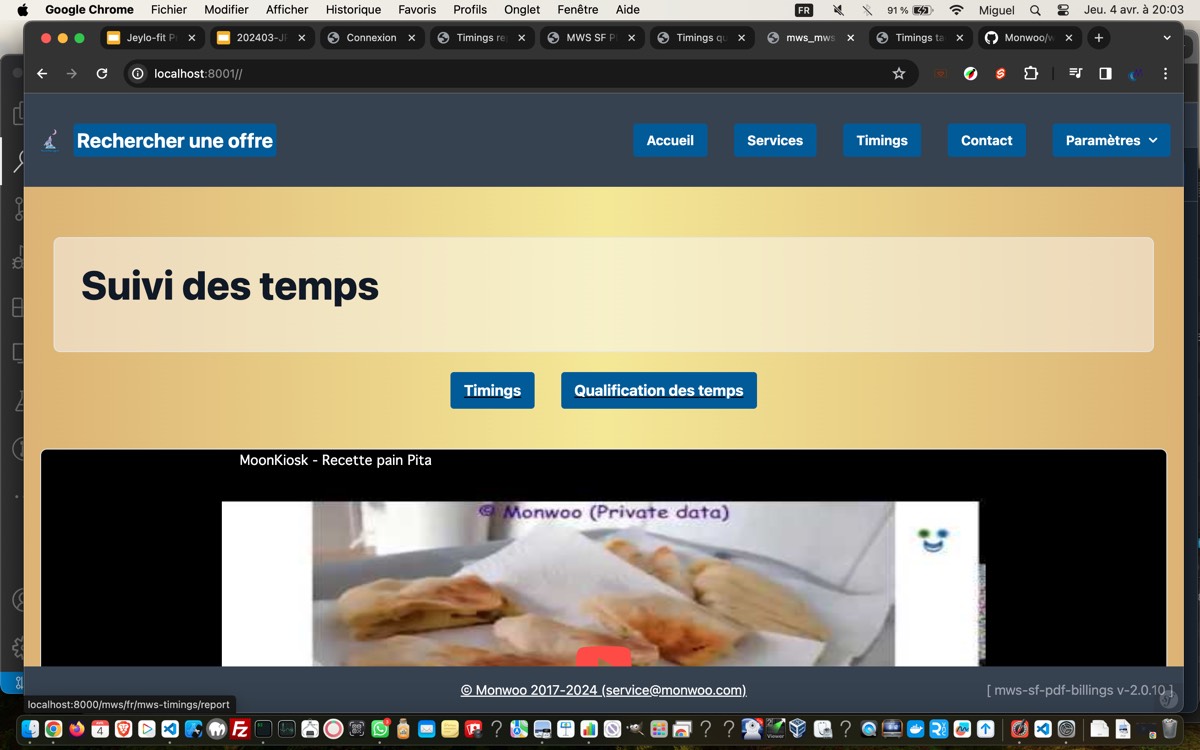 Google Chrome Fichier Modifier Afficher Historique Favoris Profils Onglet Fenêtre Aide FR 91 % Miguel Jeu. 4 avr. à 20:03
Jeylo-fit P 202403-J Connexion Timings re MWS SF P Timings qu mws_mws Timings ta Monwoo/
localhost:8001//
Rechercher une offre Accueil Services Timings Contact Paramètres
Suivi des temps
Timings Qualification des temps
MoonKiosk - Recette pain Pita
© Monwoo (Private data)
© Monwoo 2017-2024 (service@monwoo.com) [ mws-sf-pdf-billings v-2.0.10 ]
localhost:8000/mws/fr/mws-timings/report